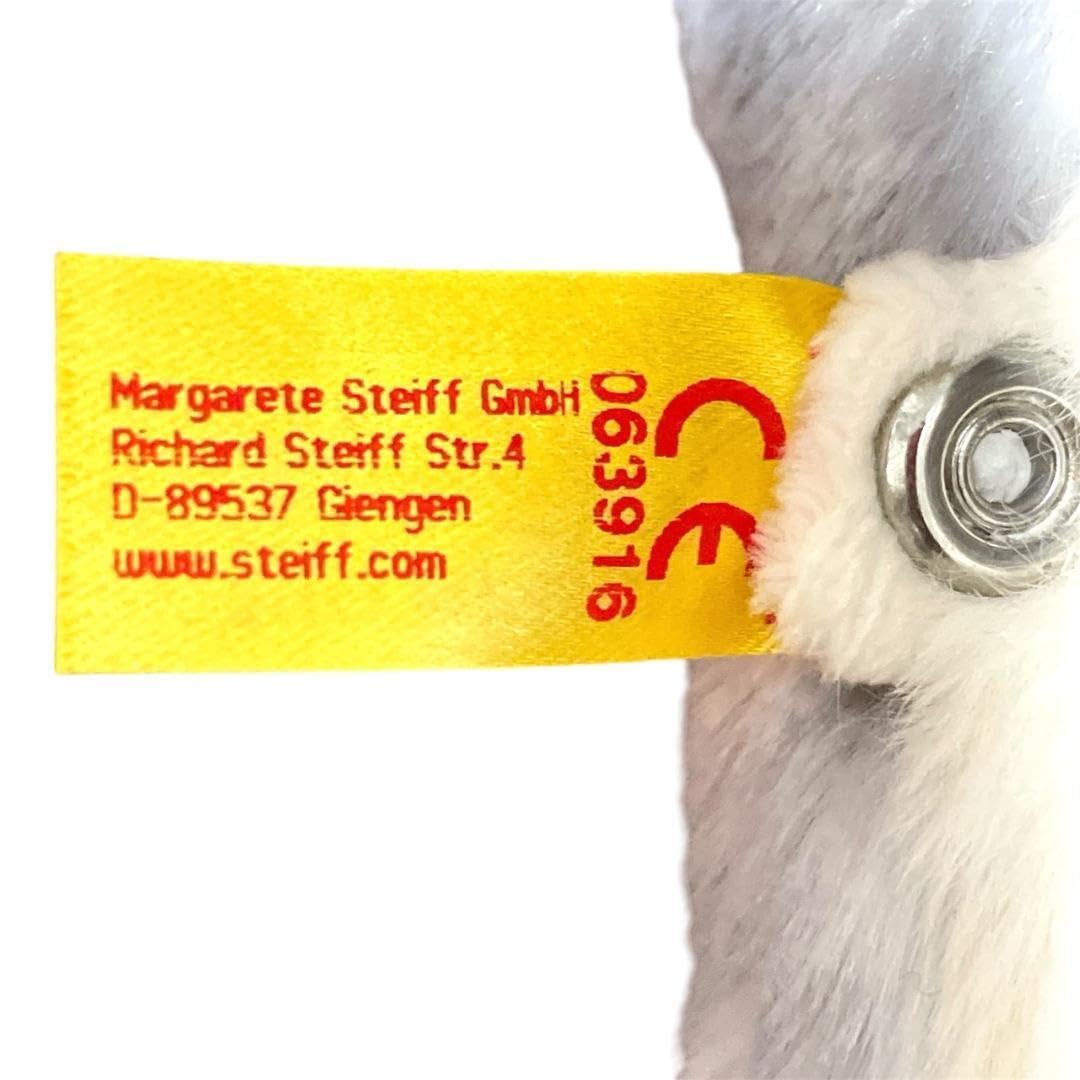 Margarete Steiff GmbH
Richard Steiff Str.4
D-89537 Giengen
www.steiff.com
063916
CE